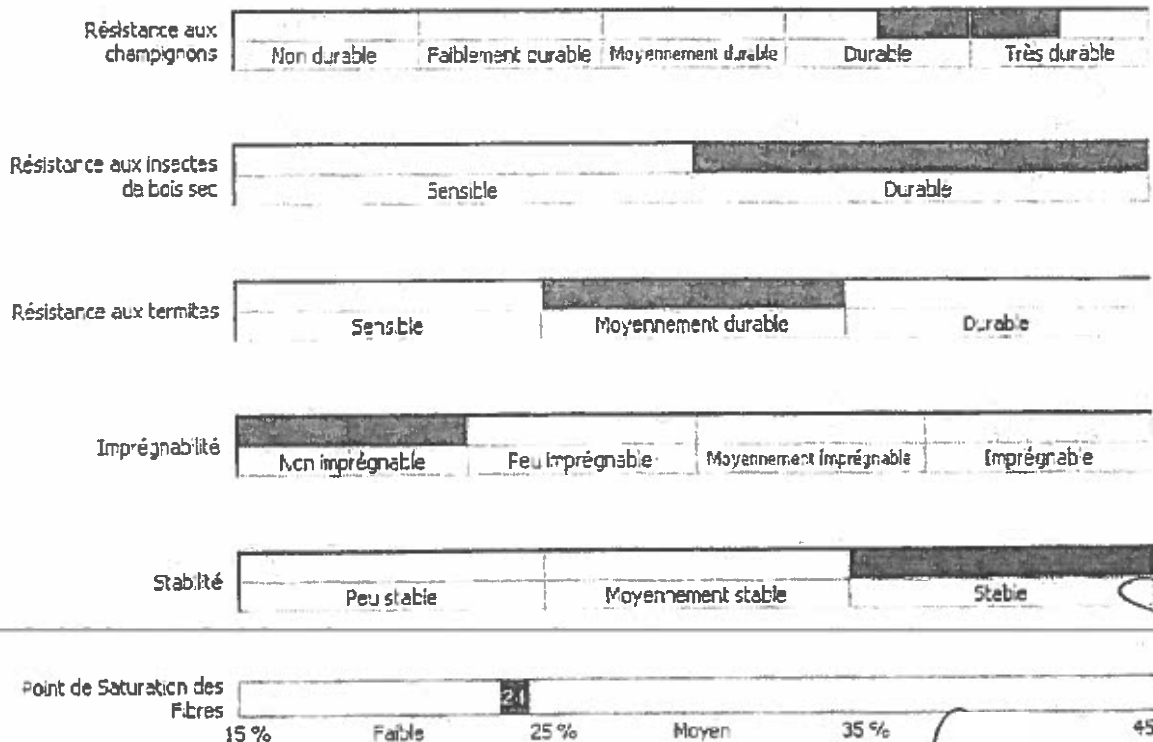 Résistance aux
champignons
Non durable Faiblement durable Moyennement durable Durable Très durable
Résistance aux insectes
de bois sec
Sensible Durable
Résistance aux termites
Sensible Moyennement durable Durable
Imprégnabilité
Non imprégnable Peu imprégnable Moyennement imprégnable Imprégnable
Stabilité
Peu stable Moyennement stable Stable
Point de Saturation des
Fibres
24
15 % Faible 25 % Moyen 35 % 45